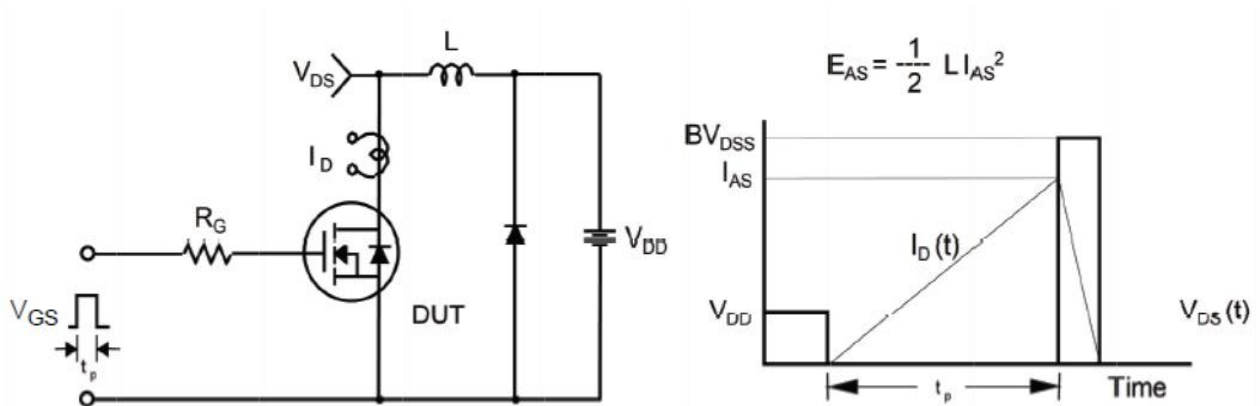 L
V_DS
I_D
R_G
V_GS
t_p
DUT
V_DD
E_AS = 1/2 L I_AS^2
BV_DSS
I_AS
I_D (t)
V_DD
V_DS (t)
t_p
Time